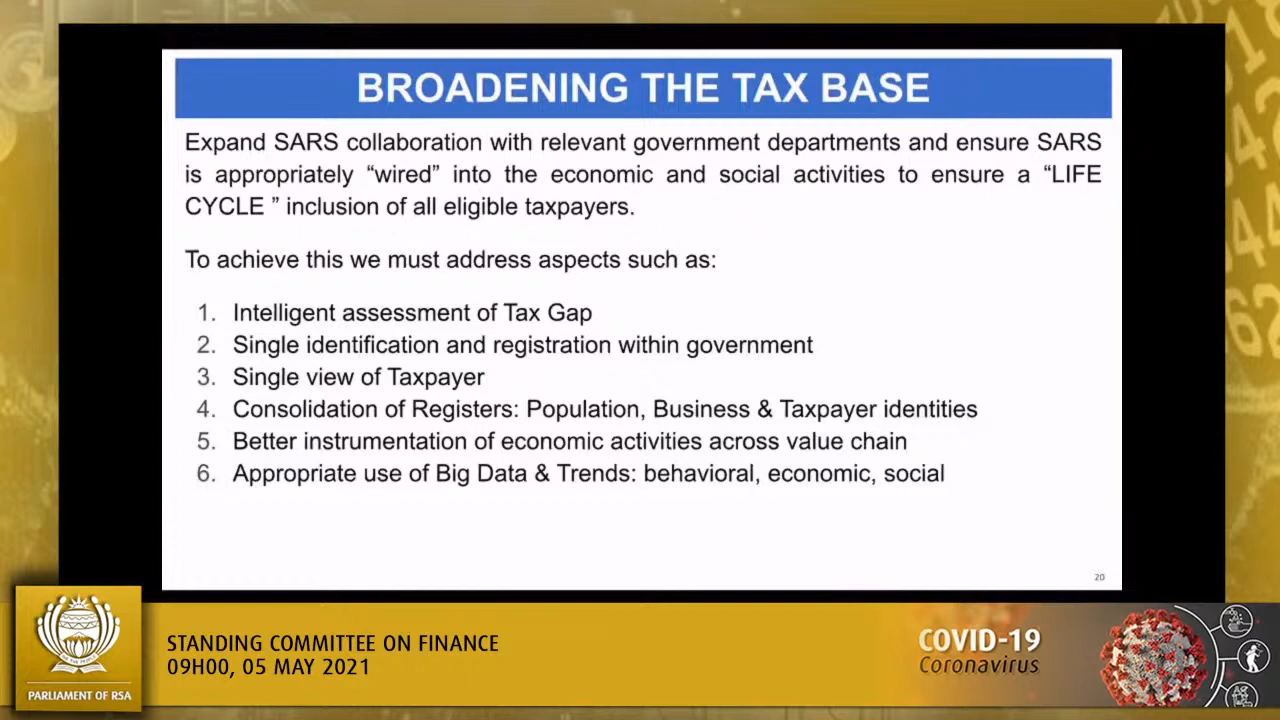 BROADENING THE TAX BASE
Expand SARS collaboration with relevant government departments and ensure SARS
is appropriately “wired” into the economic and social activities to ensure a “LIFE
CYCLE ” inclusion of all eligible taxpayers.
To achieve this we must address aspects such as:
1. Intelligent assessment of Tax Gap
2. Single identification and registration within government
3. Single view of Taxpayer
4. Consolidation of Registers: Population, Business & Taxpayer identities
5. Better instrumentation of economic activities across value chain
6. Appropriate use of Big Data & Trends: behavioral, economic, social
20
STANDING COMMITTEE ON FINANCE
09H00, 05 MAY 2021
PARLIAMENT OF RSA
COVID-19
Coronavirus